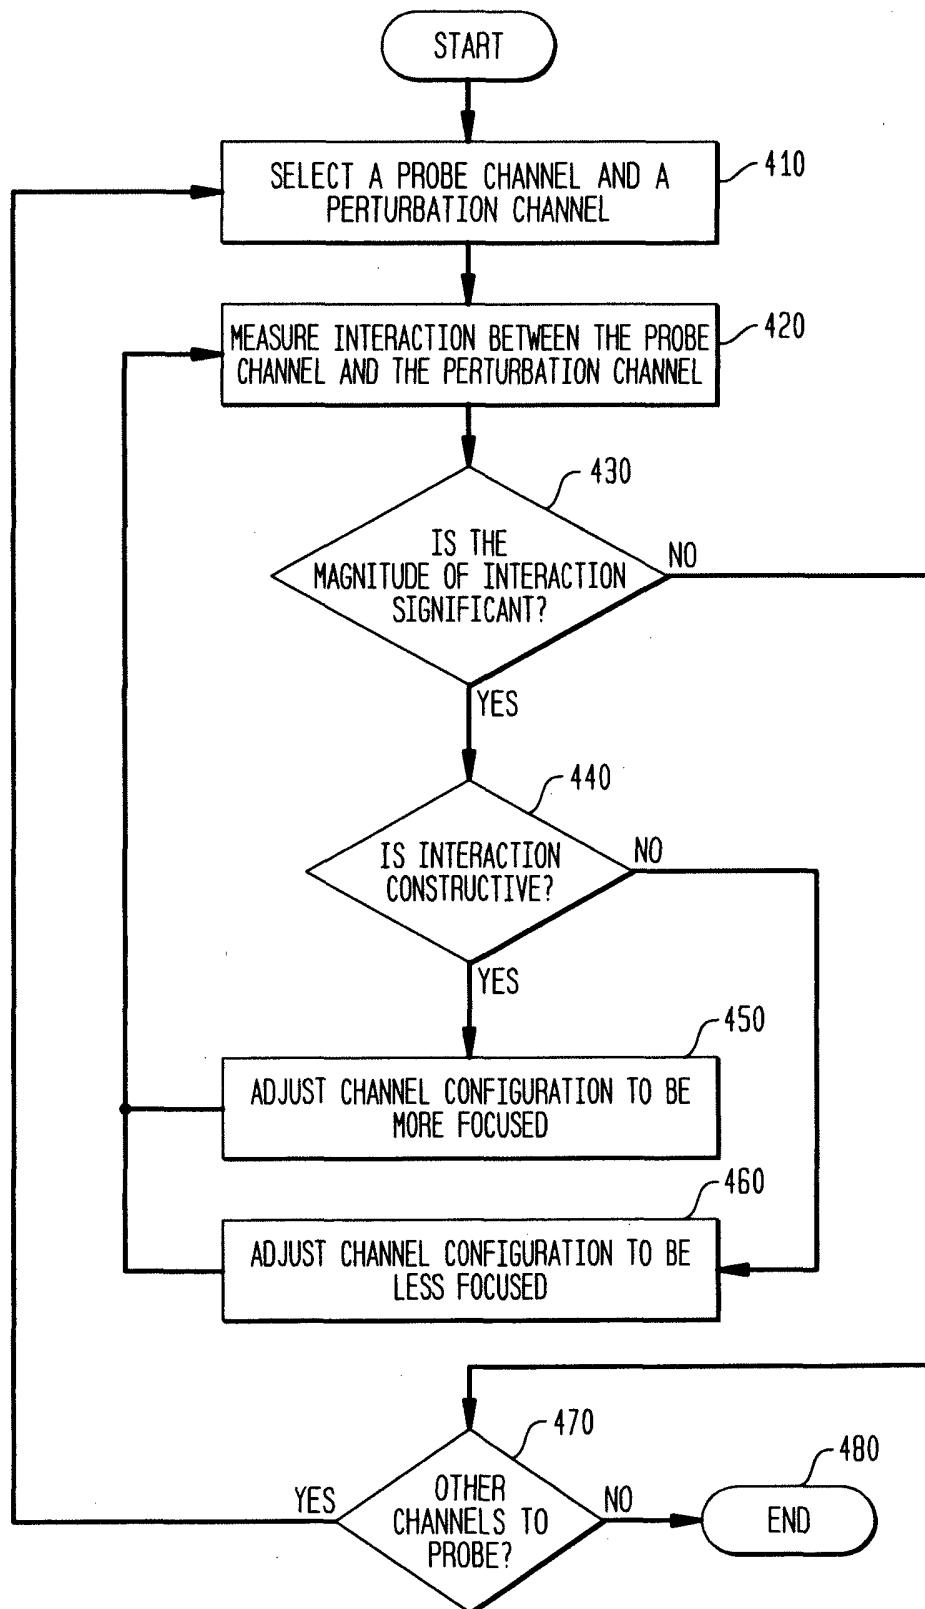 START
SELECT A PROBE CHANNEL AND A
PERTURBATION CHANNEL
410
MEASURE INTERACTION BETWEEN THE PROBE
CHANNEL AND THE PERTURBATION CHANNEL
420
430
IS THE
MAGNITUDE OF INTERACTION
SIGNIFICANT?
NO
YES
440
IS INTERACTION
CONSTRUCTIVE?
NO
YES
450
ADJUST CHANNEL CONFIGURATION TO BE
MORE FOCUSED
460
ADJUST CHANNEL CONFIGURATION TO BE
LESS FOCUSED
470
OTHER
CHANNELS TO
PROBE?
YES
NO
480
END